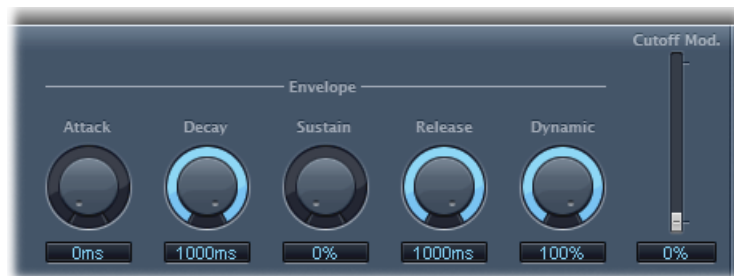 Cutoff Mod.
Envelope
Attack Decay Sustain Release Dynamic
0ms 1000ms 0% 1000ms 100% 0%